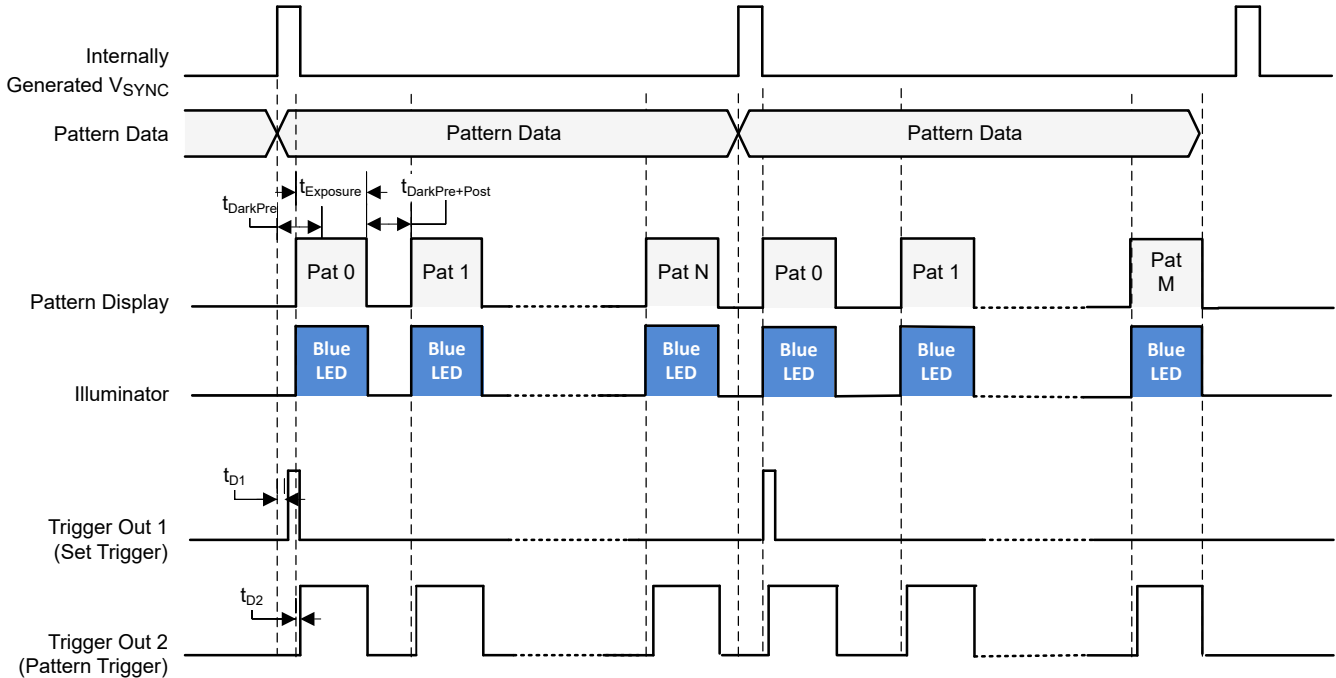 Internally
Generated VSYNC
Pattern Data
Pattern Data
Pattern Data
tExposure
tDarkPre+Post
tDarkPre
Pat 0
Pat 1
Pat N
Pat 0
Pat 1
Pat
M
Pattern Display
Blue
LED
Blue
LED
Blue
LED
Blue
LED
Blue
LED
Blue
LED
Illuminator
tD1
Trigger Out 1
(Set Trigger)
tD2
Trigger Out 2
(Pattern Trigger)